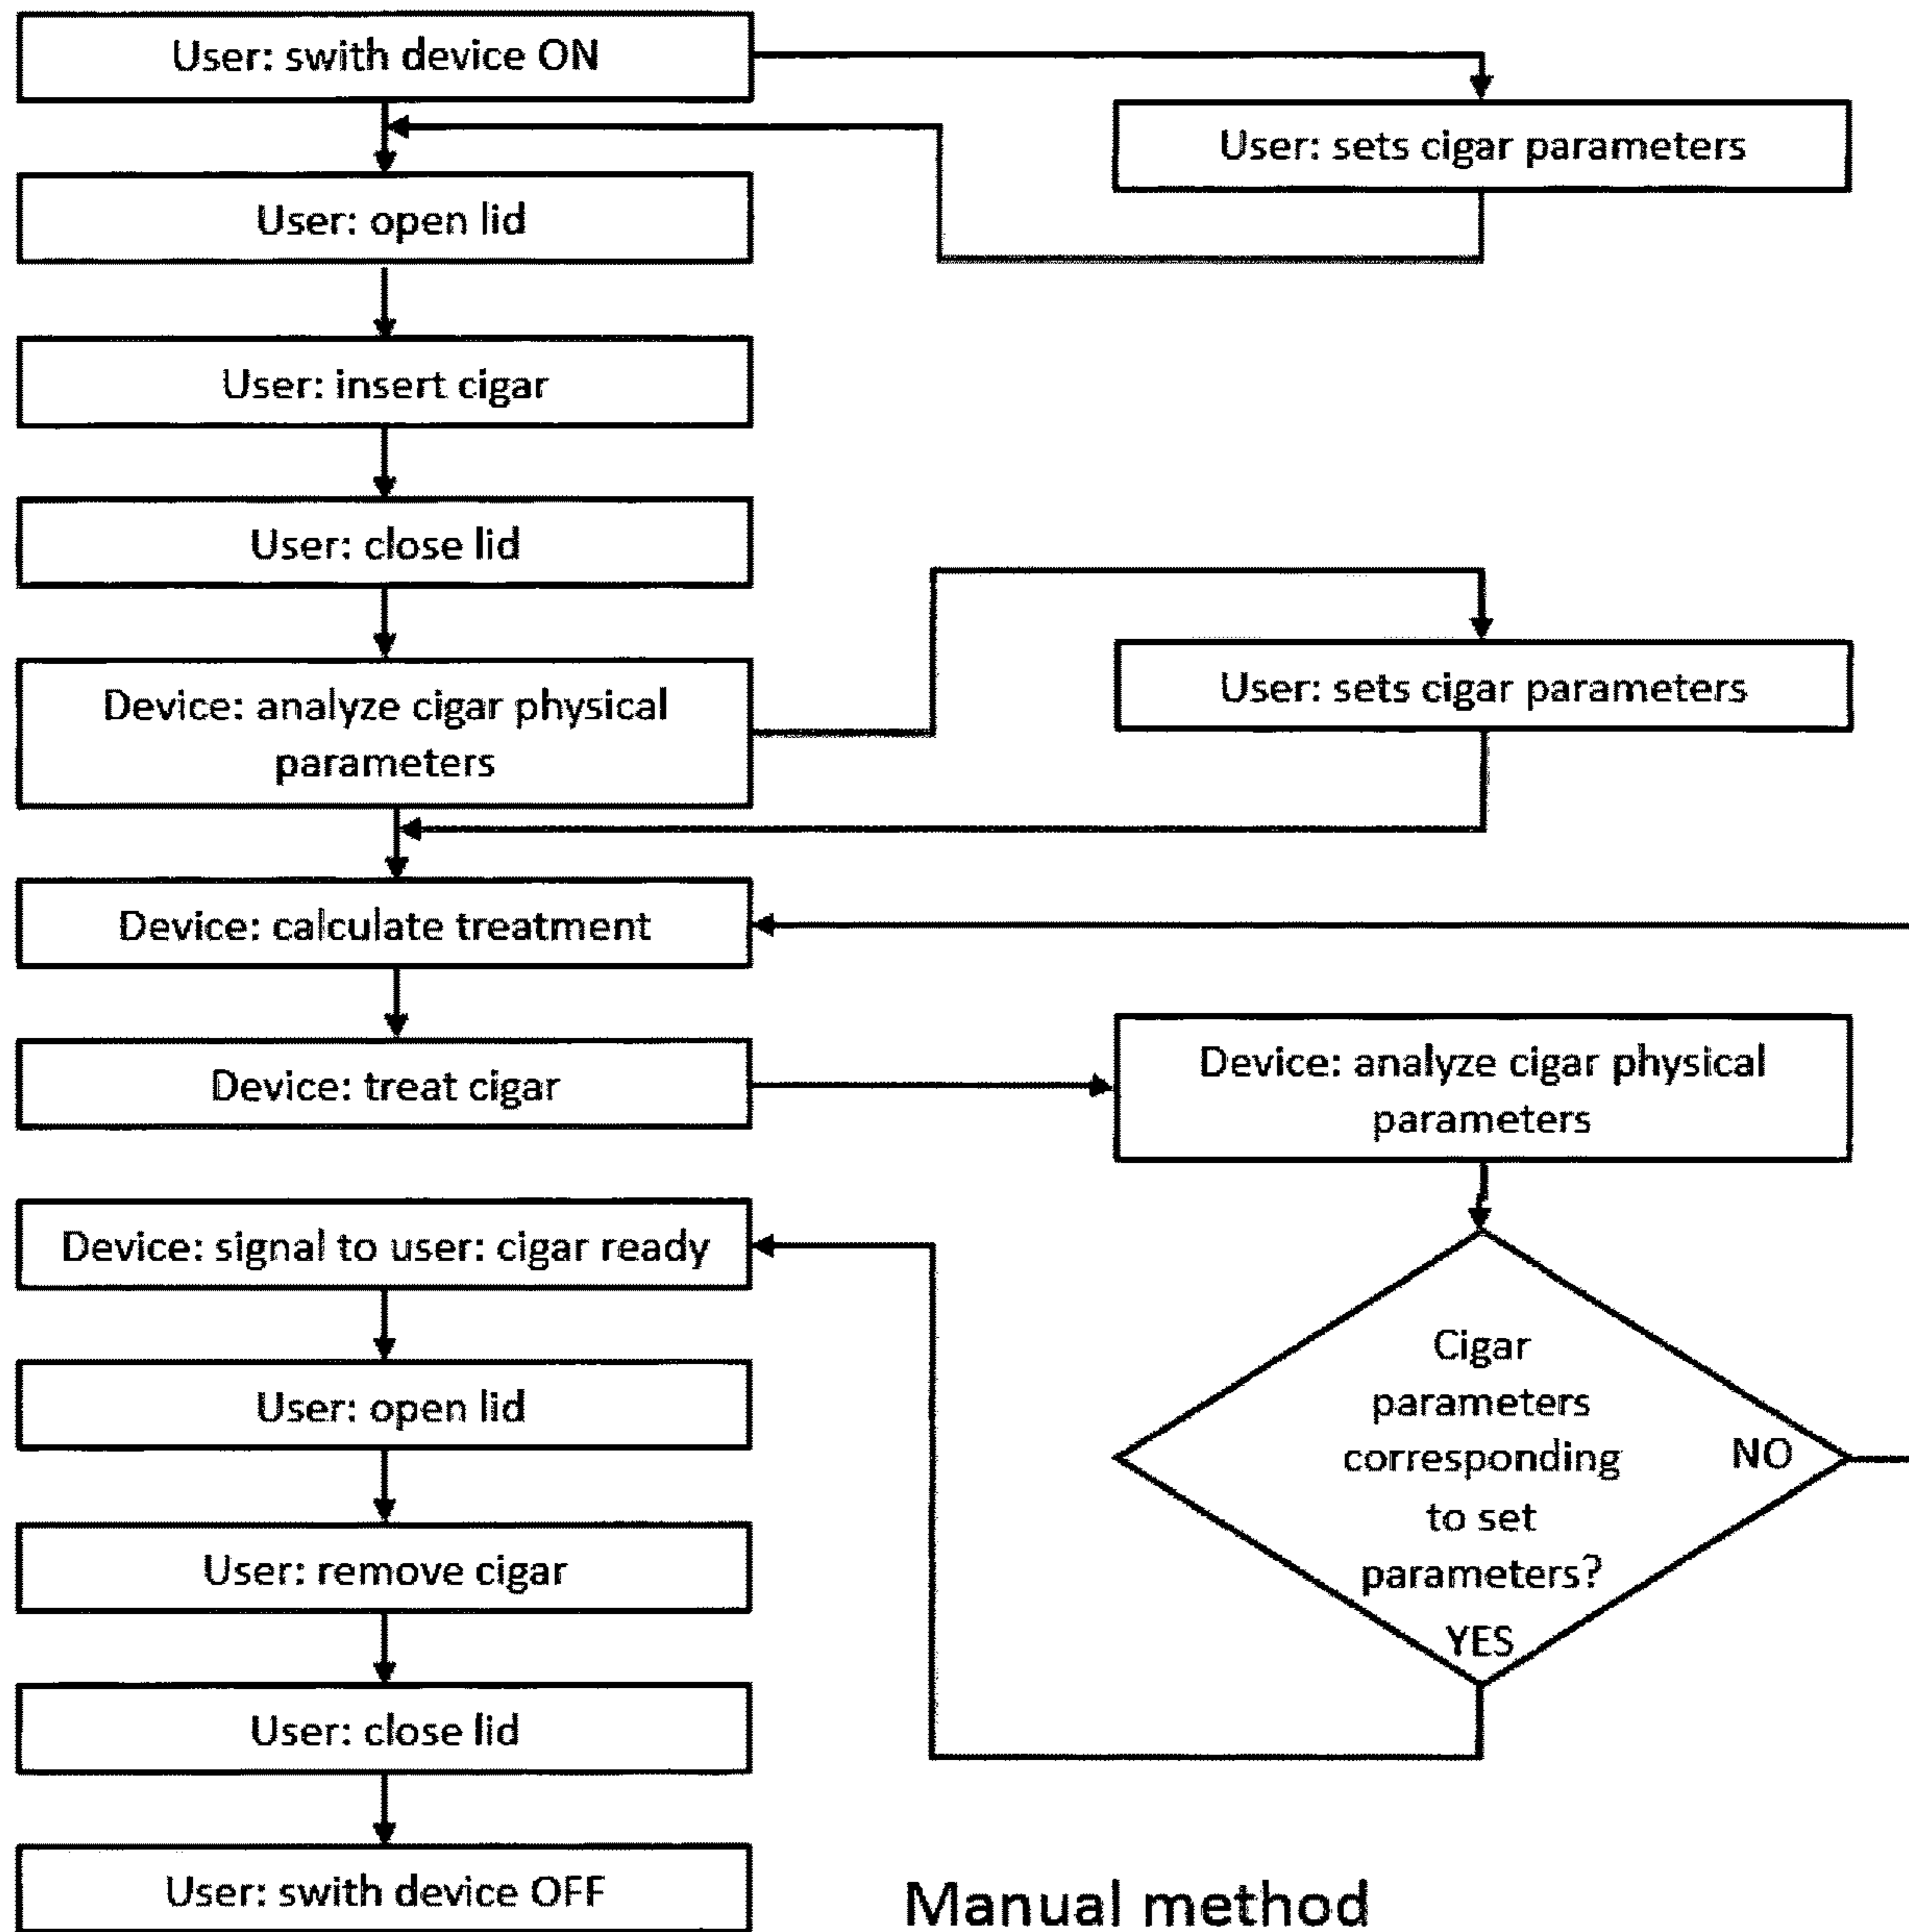 User: swith device ON
User: sets cigar parameters
User: open lid
User: insert cigar
User: close lid
Device: analyze cigar physical
parameters
User: sets cigar parameters
Device: calculate treatment
Device: treat cigar
Device: analyze cigar physical
parameters
Cigar
parameters
corresponding
to set
parameters?
NO
YES
Device: signal to user: cigar ready
User: open lid
User: remove cigar
User: close lid
User: swith device OFF
Manual method